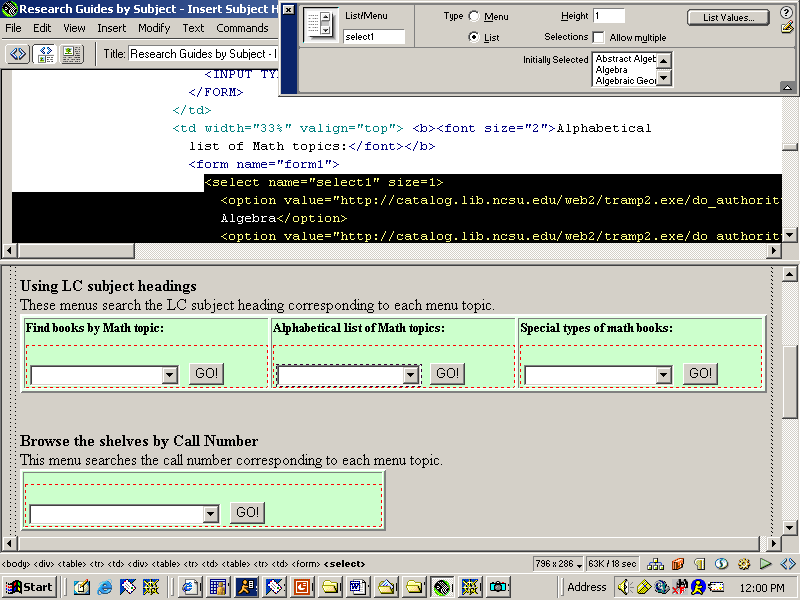 Research Guides by Subject - Insert Subject H
File Edit View Insert Modify Text Commands
Title: Research Guides by Subject - I
List/Menu
select1
Type Menu
List
Height 1
Selections Allow multiple
List Values...
Initially Selected
Abstract Algeb
Algebra
Algebraic Geo
<INPUT TY
</FORM>
</td>
<td width="33%" valign="top"> <b><font size="2">Alphabetical
list of Math topics:</font></b>
<form name="form1">
<select name="select1" size=1>
<option value="http://catalog.lib.ncsu.edu/web2/tramp2.exe/do_authorit
Algebra</option>
<option value="http://catalog.lib.ncsu.edu/web2/tramp2.exe/do_authorit
Using LC subject headings
These menus search the LC subject heading corresponding to each menu topic.
Find books by Math topic: Alphabetical list of Math topics: Special types of math books:
GO! GO! GO!
Browse the shelves by Call Number
This menu searches the call number corresponding to each menu topic.
GO!
<body> <div> <table> <tr> <td> <div> <table> <tr> <td> <table> <tr> <td> <form> <select>
796 x 286 63K / 18 sec
Start
Address
12:00 PM